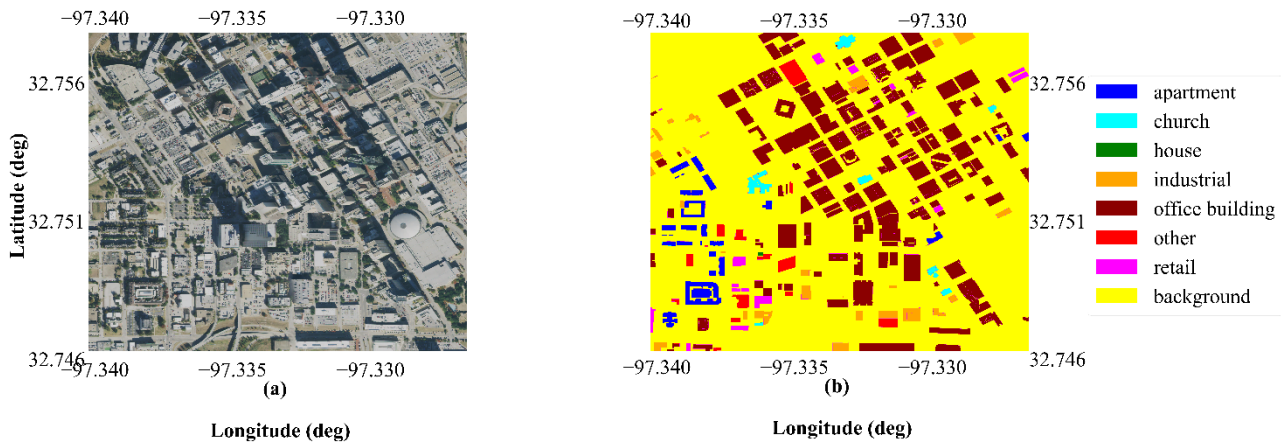 −97.340 −97.335 −97.330
Latitude (deg)
32.756
32.751
32.746
−97.340 −97.335 −97.330
(a)
Longitude (deg)
−97.340 −97.335 −97.330
32.756
32.751
32.746
−97.340 −97.335 −97.330
(b)
Longitude (deg)
apartment
church
house
industrial
office building
other
retail
background